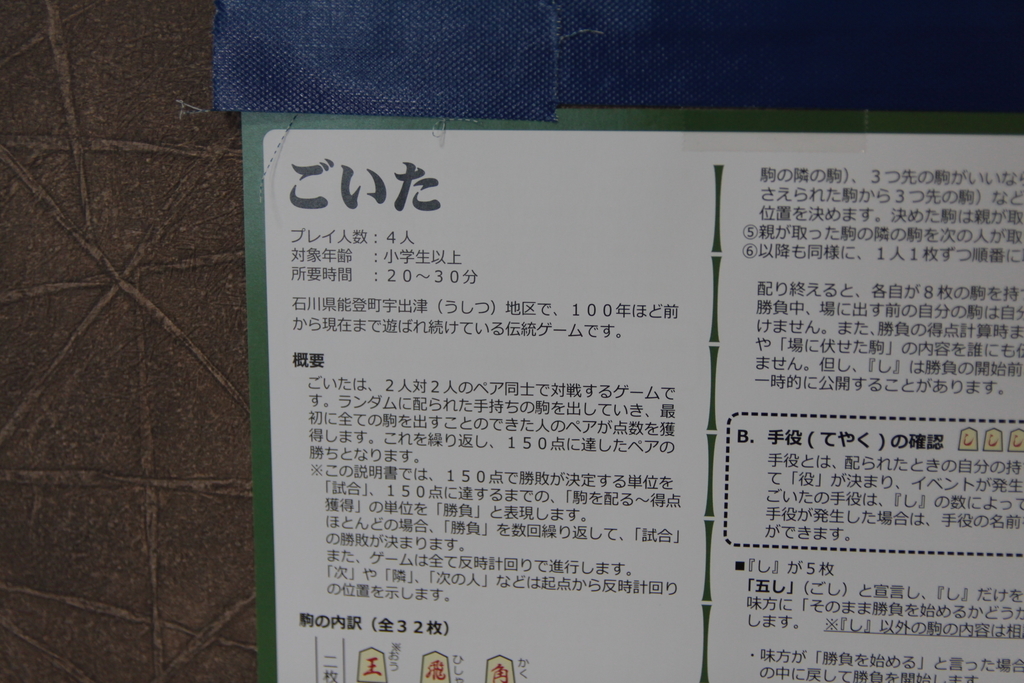 ごいた
プレイ人数：４人
対象年齢　：小学生以上
所要時間　：２０～３０分
石川県能登町宇出津（うしつ）地区で、１００年ほど前
から現在まで遊ばれ続けている伝統ゲームです。
概要
ごいたは、２人対２人のペア同士で対戦するゲームで
す。ランダムに配られた手持ちの駒を出していき、最
初に全ての駒を出すことのできた人のペアが点数を獲
得します。これを繰り返し、１５０点に達したペアの
勝ちとなります。
※この説明書では、１５０点で勝敗が決定する単位を
「試合」、１５０点に達するまでの、「駒を配る～得点
獲得」の単位を「勝負」と表現します。
ほとんどの場合、「勝負」を数回繰り返して、「試合」
の勝敗が決まります。
また、ゲームは全て反時計回りで進行します。
「次」や「隣」、「次の人」などは起点から反時計回り
の位置を示します。
駒の内訳（全３２枚）
二枚
王
※おう
飛
ひし
角
かく
駒の隣の駒）、３つ先の駒がいいなら
さえられた駒から３つ先の駒）など
位置を決めます。決めた駒は親が取
⑤親が取った駒の隣の駒を次の人が取
⑥以降も同様に、１人１枚ずつ順番に
配り終えると、各自が８枚の駒を持
勝負中、場に出す前の自分の駒は自分
けません。また、勝負の得点計算時ま
や「場に伏せた駒」の内容を誰にも
ません。但し、『し』は勝負の開始前
一時的に公開することがあります。
B．手役（てやく）の確認
し
し
し
手役とは、配られたときの自分の持
て「役」が決まり、イベントが発生
ごいたの手役は、『し』の数によって
手役が発生した場合は、手役の名前
ができます。
■『し』が５枚
「五し」（ごし）と宣言し、『し』だけを
味方に「そのまま勝負を始めるかどうか
します。　※『し』以外の駒の内容は相
・味方が「勝負を始める」と言った場合
の中に戻して勝負を開始します。